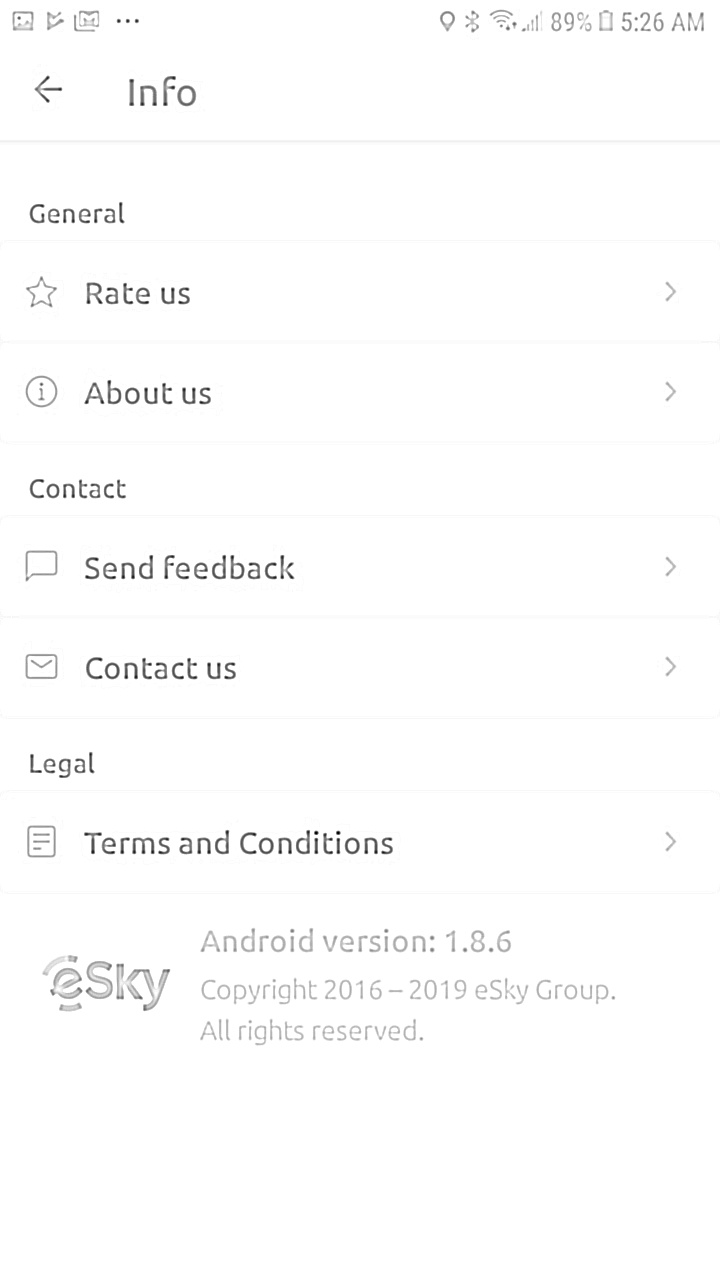 89% 5:26 AM
Info
General
Rate us
About us
Contact
Send feedback
Contact us
Legal
Terms and Conditions
Android version: 1.8.6
eSky
Copyright 2016 – 2019 eSky Group.
All rights reserved.